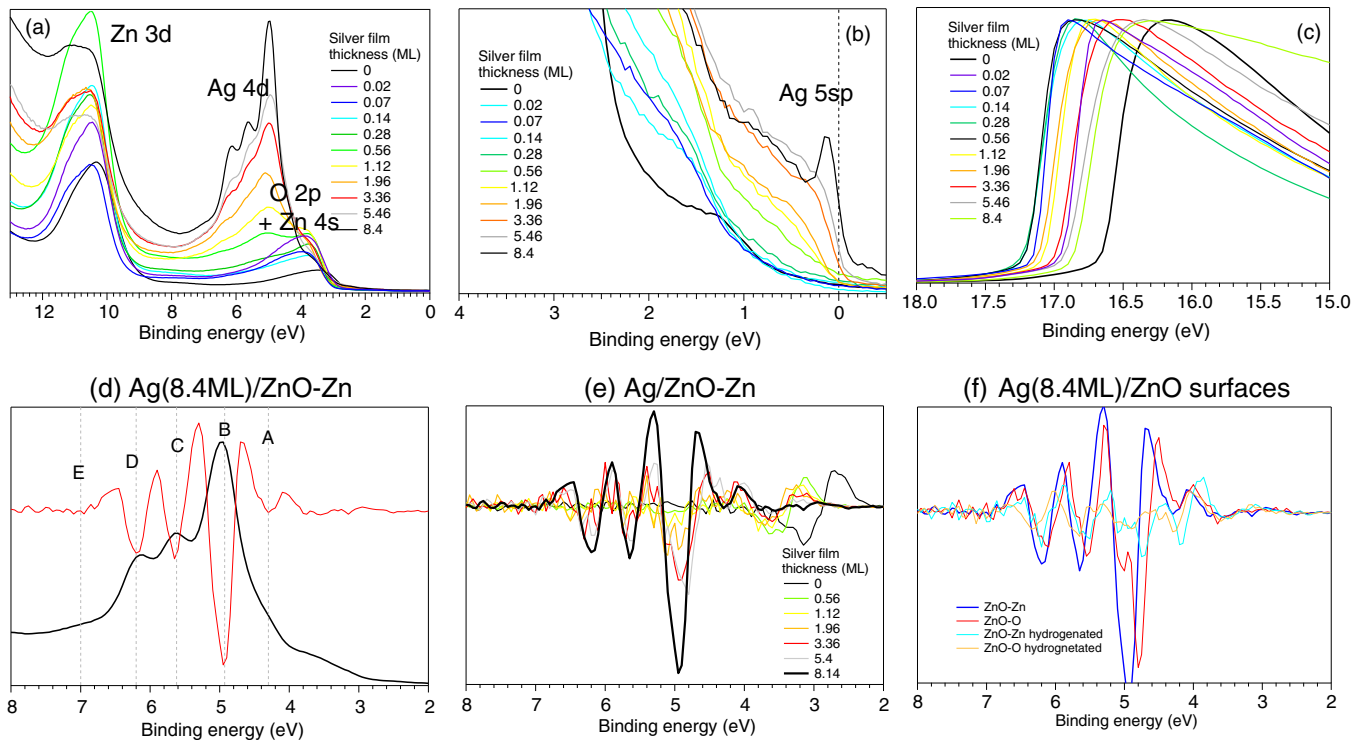 (a)
Zn 3d
Ag 4d
O 2p
+ Zn 4s
Silver film
thickness (ML)
0
0.02
0.07
0.14
0.28
0.56
1.12
1.96
3.36
5.46
8.4
12 10 8 6 4 2 0
Binding energy (eV)
(b)
Ag 5sp
Silver film
thickness (ML)
0
0.02
0.07
0.14
0.28
0.56
1.12
1.96
3.36
5.46
8.4
4 3 2 1 0
Binding energy (eV)
(c)
Silver film
thickness (ML)
0
0.02
0.07
0.14
0.28
0.56
1.12
1.96
3.36
5.46
8.4
18.0 17.5 17.0 16.5 16.0 15.5 15.0
Binding energy (eV)
(d) Ag(8.4ML)/ZnO-Zn
E D C B A
8 7 6 5 4 3 2
Binding energy (eV)
(e) Ag/ZnO-Zn
Silver film
thickness (ML)
0
0.56
1.12
1.96
3.36
5.4
8.14
8 7 6 5 4 3 2
Binding energy (eV)
(f) Ag(8.4ML)/ZnO surfaces
ZnO-Zn
ZnO-O
ZnO-Zn hydrogenated
ZnO-O hydrognetated
8 7 6 5 4 3 2
Binding energy (eV)